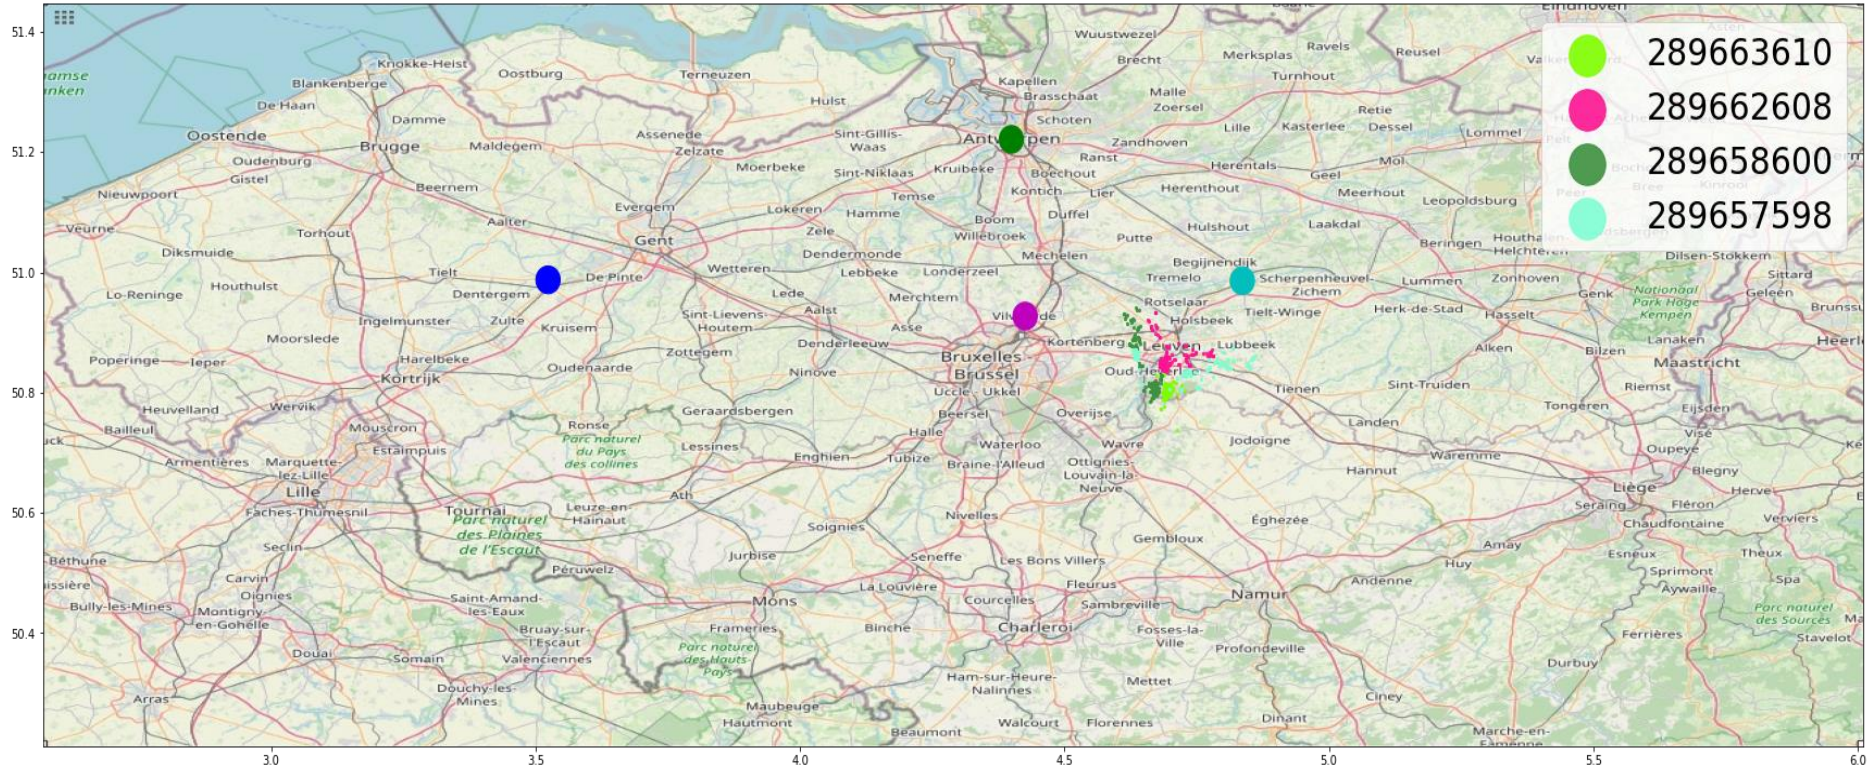 51.4
51.2
51.0
50.8
50.6
50.4
3.0
3.5
4.0
4.5
5.0
5.5
6.0
289663610
289662608
289658600
289657598
Eindhoven
Wuustwezel
Knokke-Heist
Oostburg
Terneuzen
Brecht
Merksplas
Ravels
Reusel
Blankenberge
Kapellen
Turnhout
De Haan
Hulst
Brasschaat
Malle
Zoersel
Retie
Damme
Schoten
Lille
Kasterlee
Dessel
Lommel
Oostende
Brugge
Maldegem
Assenede
Zelzate
Sint-Gillis-
Waas
Zandhoven
Oudenburg
Gistel
Moerbeke
Sint-Niklaas
Kruibeke
Ranst
Boechout
Herentals
Geel
Mol
Nieuwpoort
Beernem
Temse
Kontich
Lier
Herenthout
Meerhout
Leopoldsburg
Evergem
Lokeren
Hamme
Boom
Duffel
Veurne
Torhout
Aalter
Gent
Zele
Willebroek
Putte
Hulshout
Laakdal
Beringen
Houthalen-
Helchteren
Diksmuide
Dendermonde
Mechelen
Begijnendijk
Dilsen-Stokkem
Lo-Reninge
Houthulst
Tielt
Dentergem
De Pinte
Wetteren
Lebbeke
Londerzeel
Tremelo
Scherpenheuvel-
Zichem
Lummen
Zonhoven
Genk
Sittard
Geleen
Nationaal
Park Hoge
Kempen
Ingelmunster
Zulte
Kruisem
Sint-Lievens-
Houtem
Lede
Aalst
Merchtem
Asse
Rotselaar
Holsbeek
Tielt-Winge
Herk-de-Stad
Hasselt
Moorslede
Poperinge
Ieper
Harelbeke
Kortrijk
Oudenaarde
Zottegem
Denderleeuw
Ninove
Bruxelles -
Brussel
Kortenberg
Leuven
Lubbeek
Alken
Bilzen
Lanaken
Maastricht
Heuvelland
Wervik
Uccle - Ukkel
Tienen
Sint-Truiden
Riemst
Tongeren
Eijsden
Bailleul
Mouscron
Ronse
Geraardsbergen
Beersel
Overijse
Landen
Visé
Estaimpuis
Parc naturel
du Pays
des collines
Lessines
Halle
Waterloo
Wavre
Jodoigne
Waremme
Oupeye
Armentières
Marquette-
lez-Lille
Lille
Enghien
Tubize
Braine-l'Alleud
Ottignies-
Louvain-la-
Neuve
Hannut
Blegny
Liège
Herve
Faches-Thumesnil
Tournai
Parc naturel
des Plaines
de l'Escaut
Leuze-en-
Hainaut
Ath
Soignies
Nivelles
Éghezée
Seraing
Fléron
Chaudfontaine
Verviers
Seclin
Béthune
Péruwelz
Jurbise
Seneffe
Les Bons Villers
Gembloux
Amay
Huy
Esneux
Theux
Carvin
Oignies
Bully-les-Mines
Montigny-
en-Gohelle
Saint-Amand-
les-Eaux
Mons
La Louvière
Courcelles
Fleurus
Sambreville
Namur
Andenne
Sprimont
Aywaille
Spa
Parc naturel
des Sources
Douai
Somain
Bruay-sur-
l'Escaut
Valenciennes
Frameries
Binche
Charleroi
Fosses-la-
Ville
Profondeville
Ferrières
Stavelot
Parc naturel
des Hauts-
Pays
Durbuy
Arras
Douchy-les-
Mines
Maubeuge
Hautmont
Ham-sur-Heure-
Nalinnes
Mettet
Ciney
Beaumont
Walcourt
Florennes
Dinant
Marche-en-
Famenne